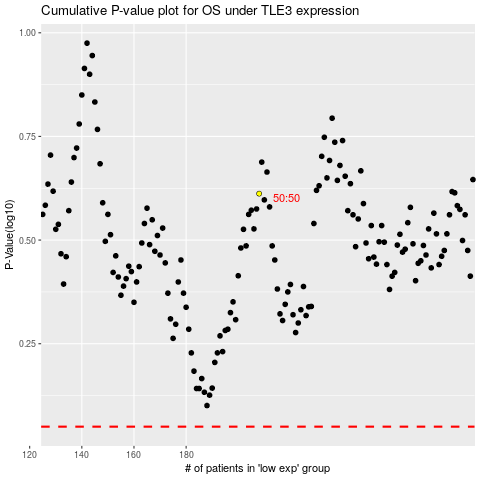 Cumulative P-value plot for OS under TLE3 expression
1.00
0.75
0.50
0.25
P-Value(log10)
50:50
120 140 160 180
# of patients in 'low exp' group